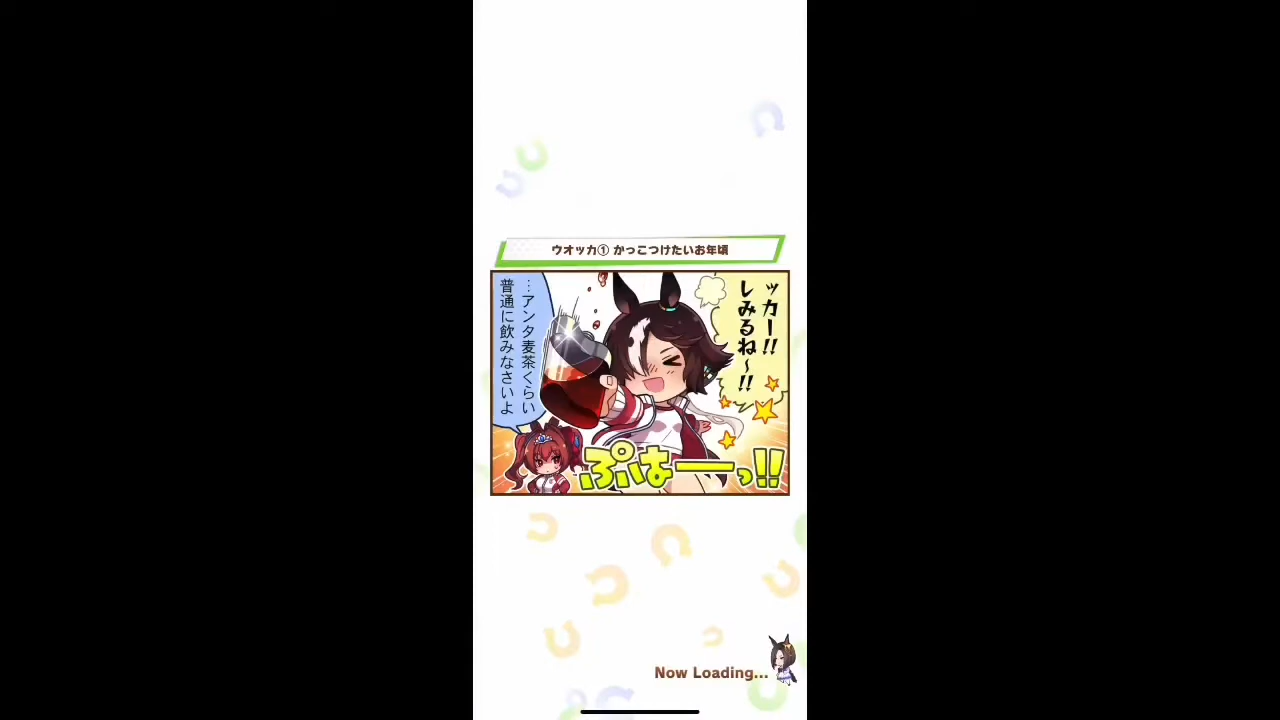 ウオッカ① かっこつけたいお年頃
ッカー!!
しみるね~!!
…アンタ麦茶くらい
普通に飲みなさいよ
ぷはーーっ!!
Now Loading...